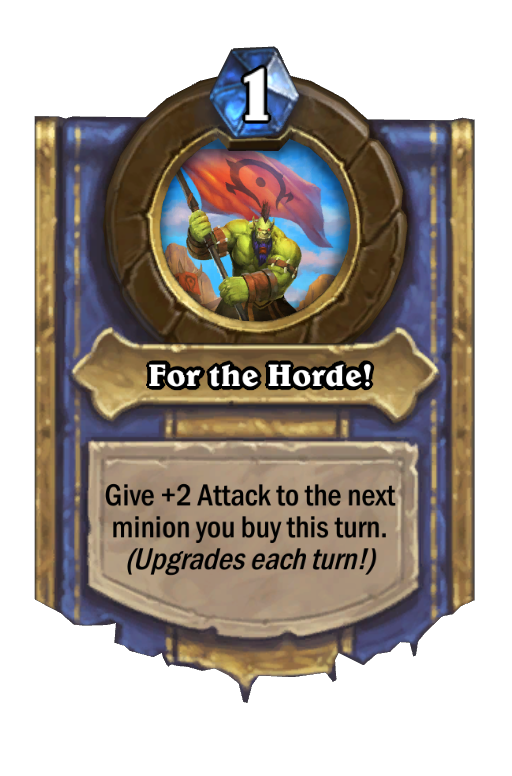 1
For the Horde!
Give +2 Attack to the next
minion you buy this turn.
(Upgrades each turn!)